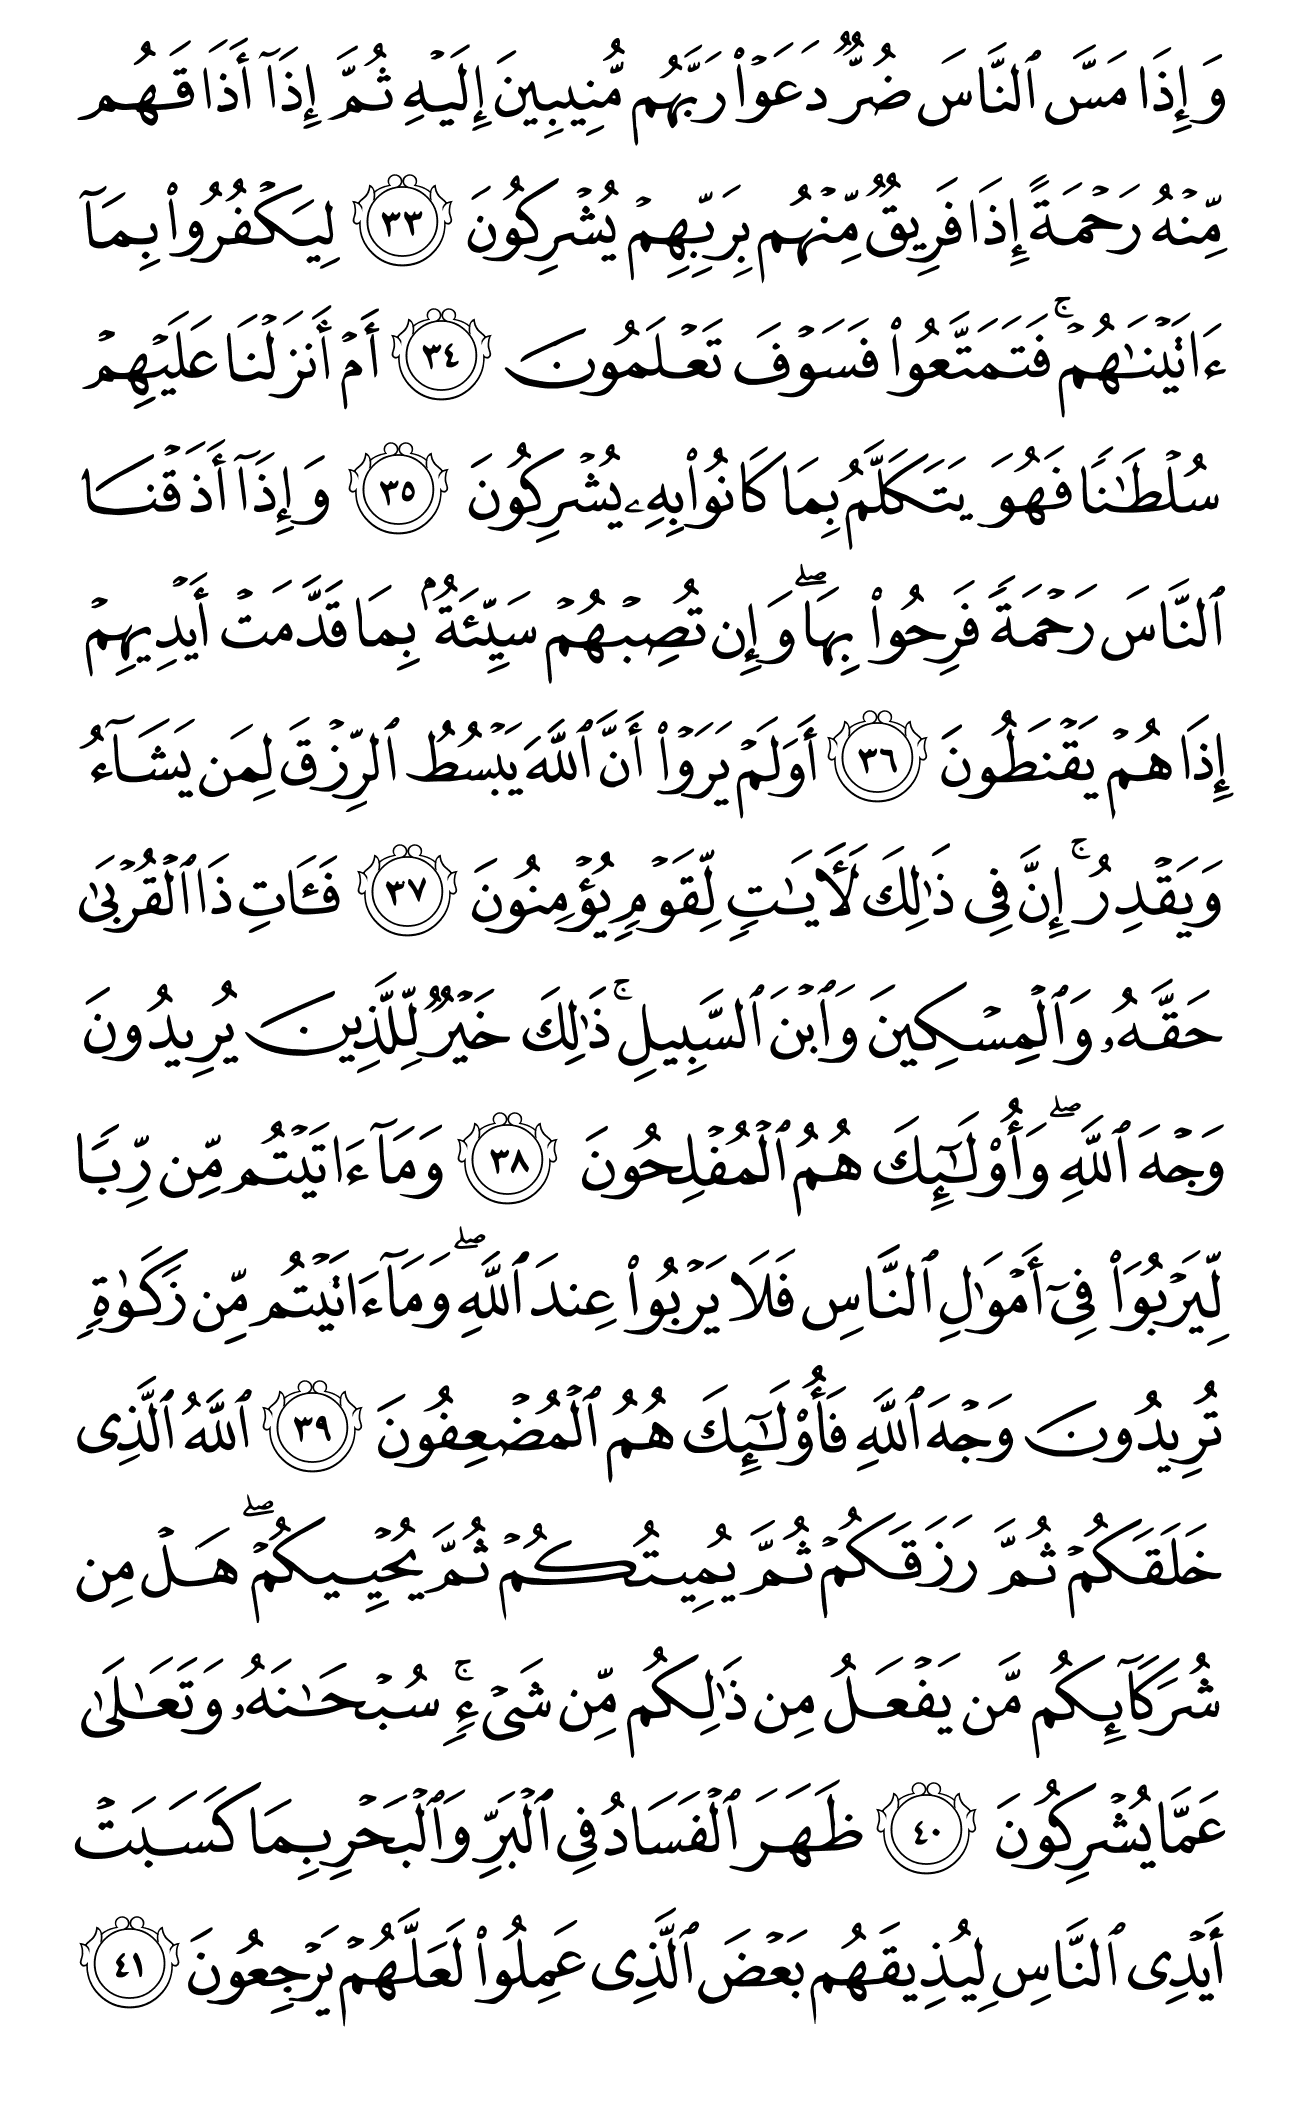 وَإِذَا مَسَّ ٱلنَّاسَ ضُرٌّ دَعَوۡاْ رَبَّهُم مُّنِيبِينَ إِلَيۡهِ ثُمَّ إِذَآ أَذَاقَهُم
مِّنۡهُ رَحۡمَةً إِذَا فَرِيقٌ مِّنۡهُم بِرَبِّهِمۡ يُشۡرِكُونَ ٣٣ لِيَكۡفُرُواْ بِمَآ
ءَاتَيۡنَٰهُمۡۚ فَتَمَتَّعُواْ فَسَوۡفَ تَعۡلَمُونَ ٣٤ أَمۡ أَنزَلۡنَا عَلَيۡهِمۡ
سُلۡطَٰنًا فَهُوَ يَتَكَلَّمُ بِمَا كَانُواْ بِهِۦ يُشۡرِكُونَ ٣٥ وَإِذَآ أَذَقۡنَا
ٱلنَّاسَ رَحۡمَةً فَرِحُواْ بِهَاۖ وَإِن تُصِبۡهُمۡ سَيِّئَةُۢ بِمَا قَدَّمَتۡ أَيۡدِيهِمۡ
إِذَا هُمۡ يَقۡنَطُونَ ٣٦ أَوَلَمۡ يَرَوۡاْ أَنَّ ٱللَّهَ يَبۡسُطُ ٱلرِّزۡقَ لِمَن يَشَآءُ
وَيَقۡدِرُۚ إِنَّ فِى ذَٰلِكَ لَأٓيَٰتٍ لِّقَوۡمٍ يُؤۡمِنُونَ ٣٧ فَـَٔاتِ ذَا ٱلۡقُرۡبَىٰ
حَقَّهُۥ وَٱلۡمِسۡكِينَ وَٱبۡنَ ٱلسَّبِيلِۚ ذَٰلِكَ خَيۡرٌ لِّلَّذِينَ يُرِيدُونَ
وَجۡهَ ٱللَّهِۖ وَأُوْلَٰٓئِكَ هُمُ ٱلۡمُفۡلِحُونَ ٣٨ وَمَآ ءَاتَيۡتُم مِّن رِّبًا
لِّيَرۡبُوَاْ فِىٓ أَمۡوَٰلِ ٱلنَّاسِ فَلَا يَرۡبُواْ عِندَ ٱللَّهِۖ وَمَآ ءَاتَيۡتُم مِّن زَكَوٰةٍ
تُرِيدُونَ وَجۡهَ ٱللَّهِ فَأُوْلَٰٓئِكَ هُمُ ٱلۡمُضۡعِفُونَ ٣٩ ٱللَّهُ ٱلَّذِى
خَلَقَكُمۡ ثُمَّ رَزَقَكُمۡ ثُمَّ يُمِيتُكُمۡ ثُمَّ يُحۡيِيكُمۡۖ هَلۡ مِن
شُرَكَآئِكُم مَّن يَفۡعَلُ مِن ذَٰلِكُم مِّن شَىۡءٍۚ سُبۡحَٰنَهُۥ وَتَعَٰلَىٰ
عَمَّا يُشۡرِكُونَ ٤٠ ظَهَرَ ٱلۡفَسَادُ فِى ٱلۡبَرِّ وَٱلۡبَحۡرِ بِمَا كَسَبَتۡ
أَيۡدِى ٱلنَّاسِ لِيُذِيقَهُم بَعۡضَ ٱلَّذِى عَمِلُواْ لَعَلَّهُمۡ يَرۡجِعُونَ ٤١